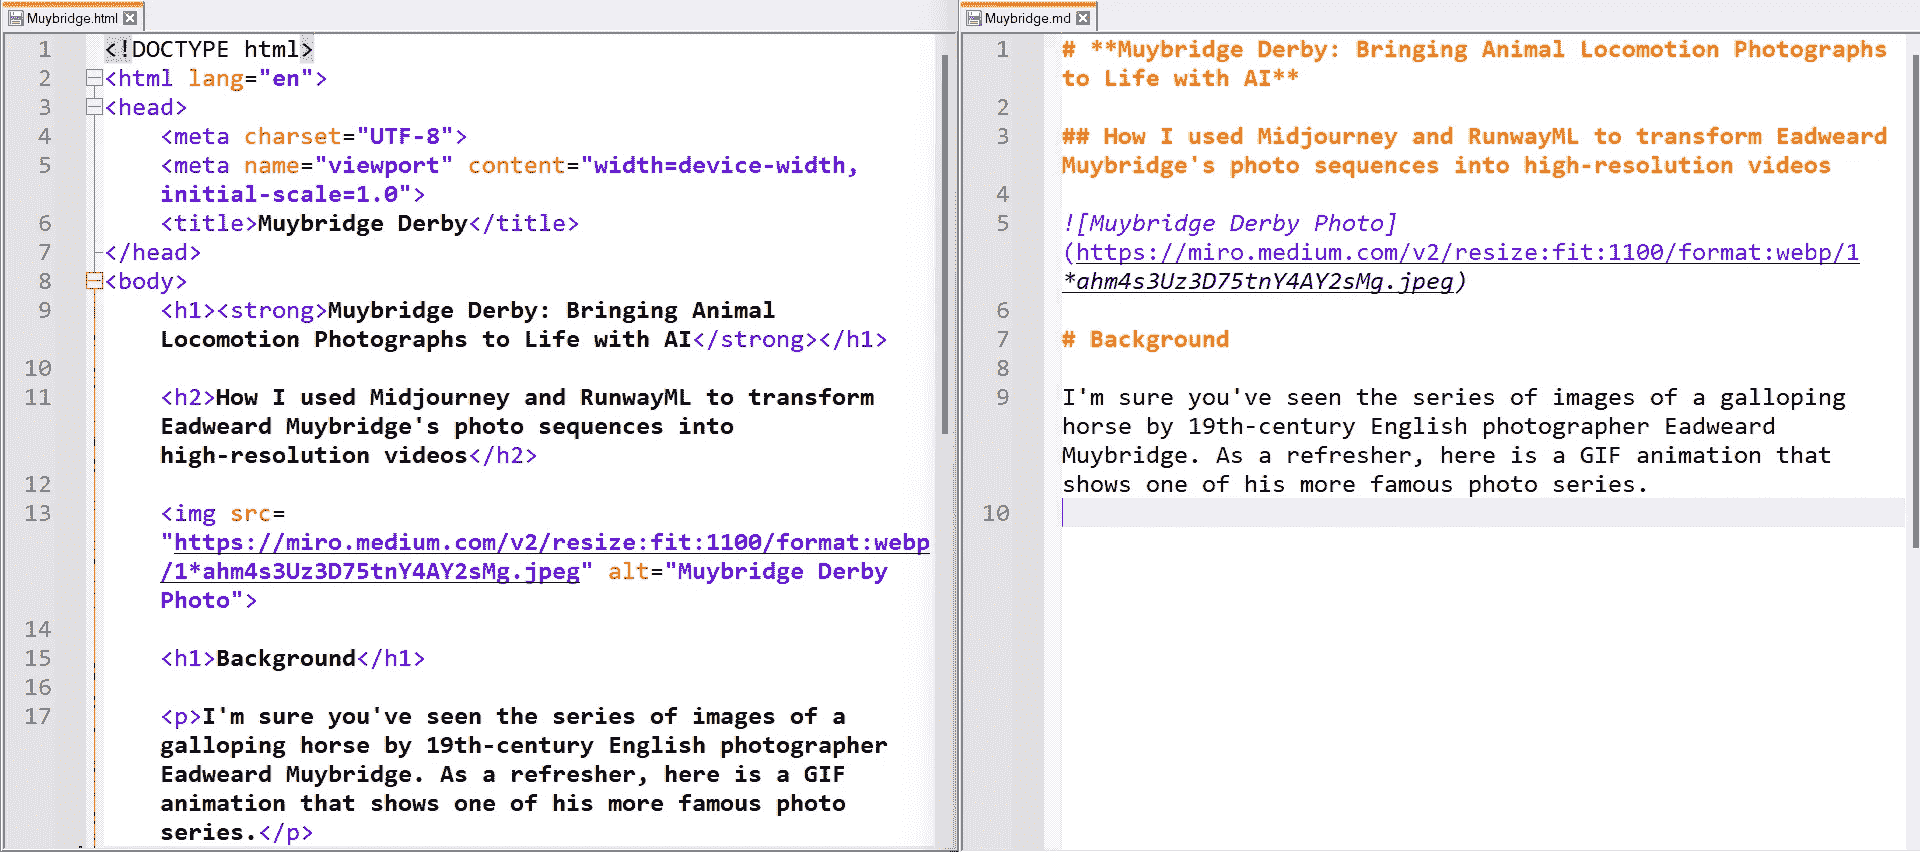 Muybridge.html
1 <!DOCTYPE html>
2 <html lang="en">
3 <head>
4 <meta charset="UTF-8">
5 <meta name="viewport" content="width=device-width,
initial-scale=1.0">
6 <title>Muybridge Derby</title>
7 </head>
8 <body>
9 <h1><strong>Muybridge Derby: Bringing Animal
Locomotion Photographs to Life with AI</strong></h1>
10
11 <h2>How I used Midjourney and RunwayML to transform
Eadweard Muybridge's photo sequences into
high-resolution videos</h2>
12
13 <img src=
"https://miro.medium.com/v2/resize:fit:1100/format:webp
/1*ahm4s3Uz3D75tnY4AY2sMg.jpeg" alt="Muybridge Derby
Photo">
14
15 <h1>Background</h1>
16
17 <p>I'm sure you've seen the series of images of a
galloping horse by 19th-century English photographer
Eadweard Muybridge. As a refresher, here is a GIF
animation that shows one of his more famous photo
series.</p>
Muybridge.md
1 # **Muybridge Derby: Bringing Animal Locomotion Photographs
to Life with AI**
2
3 ## How I used Midjourney and RunwayML to transform Eadweard
Muybridge's photo sequences into high-resolution videos
4
5 ![Muybridge Derby Photo]
(https://miro.medium.com/v2/resize:fit:1100/format:webp/1
*ahm4s3Uz3D75tnY4AY2sMg.jpeg)
6
7 # Background
8
9 I'm sure you've seen the series of images of a galloping
horse by 19th-century English photographer Eadweard
Muybridge. As a refresher, here is a GIF animation that
shows one of his more famous photo series.
10